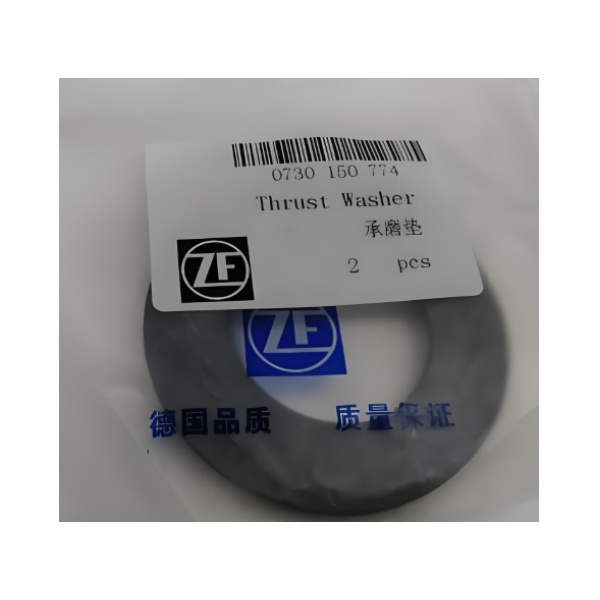 0730 150 774
Thrust Washer
承磨垫
2 pcs
ZF
ZF
德国品质 质量保证